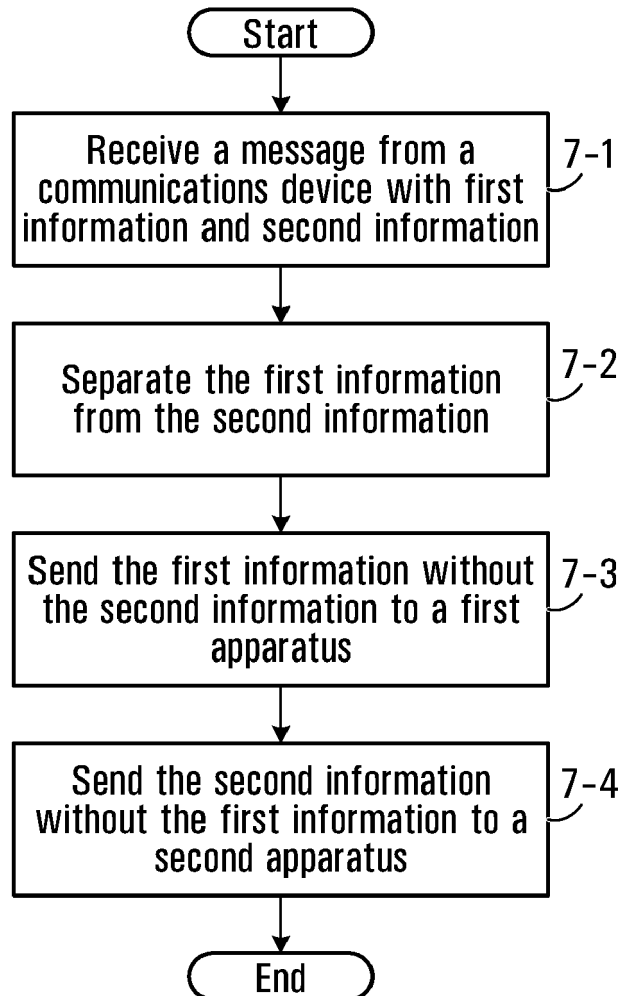 Start
Receive a message from a
communications device with first
information and second information
7-1
Separate the first information
from the second information
7-2
Send the first information without
the second information to a first
apparatus
7-3
Send the second information
without the first information to a
second apparatus
7-4
End